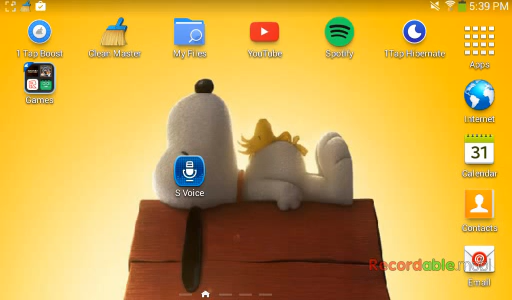 5:39 PM
1 Tap Boost
Clean Master
My Files
YouTube
Spotify
1Tap Hibernate
Apps
Games
Internet
S Voice
31
Calendar
Contacts
Recordable.mobi
@
Email